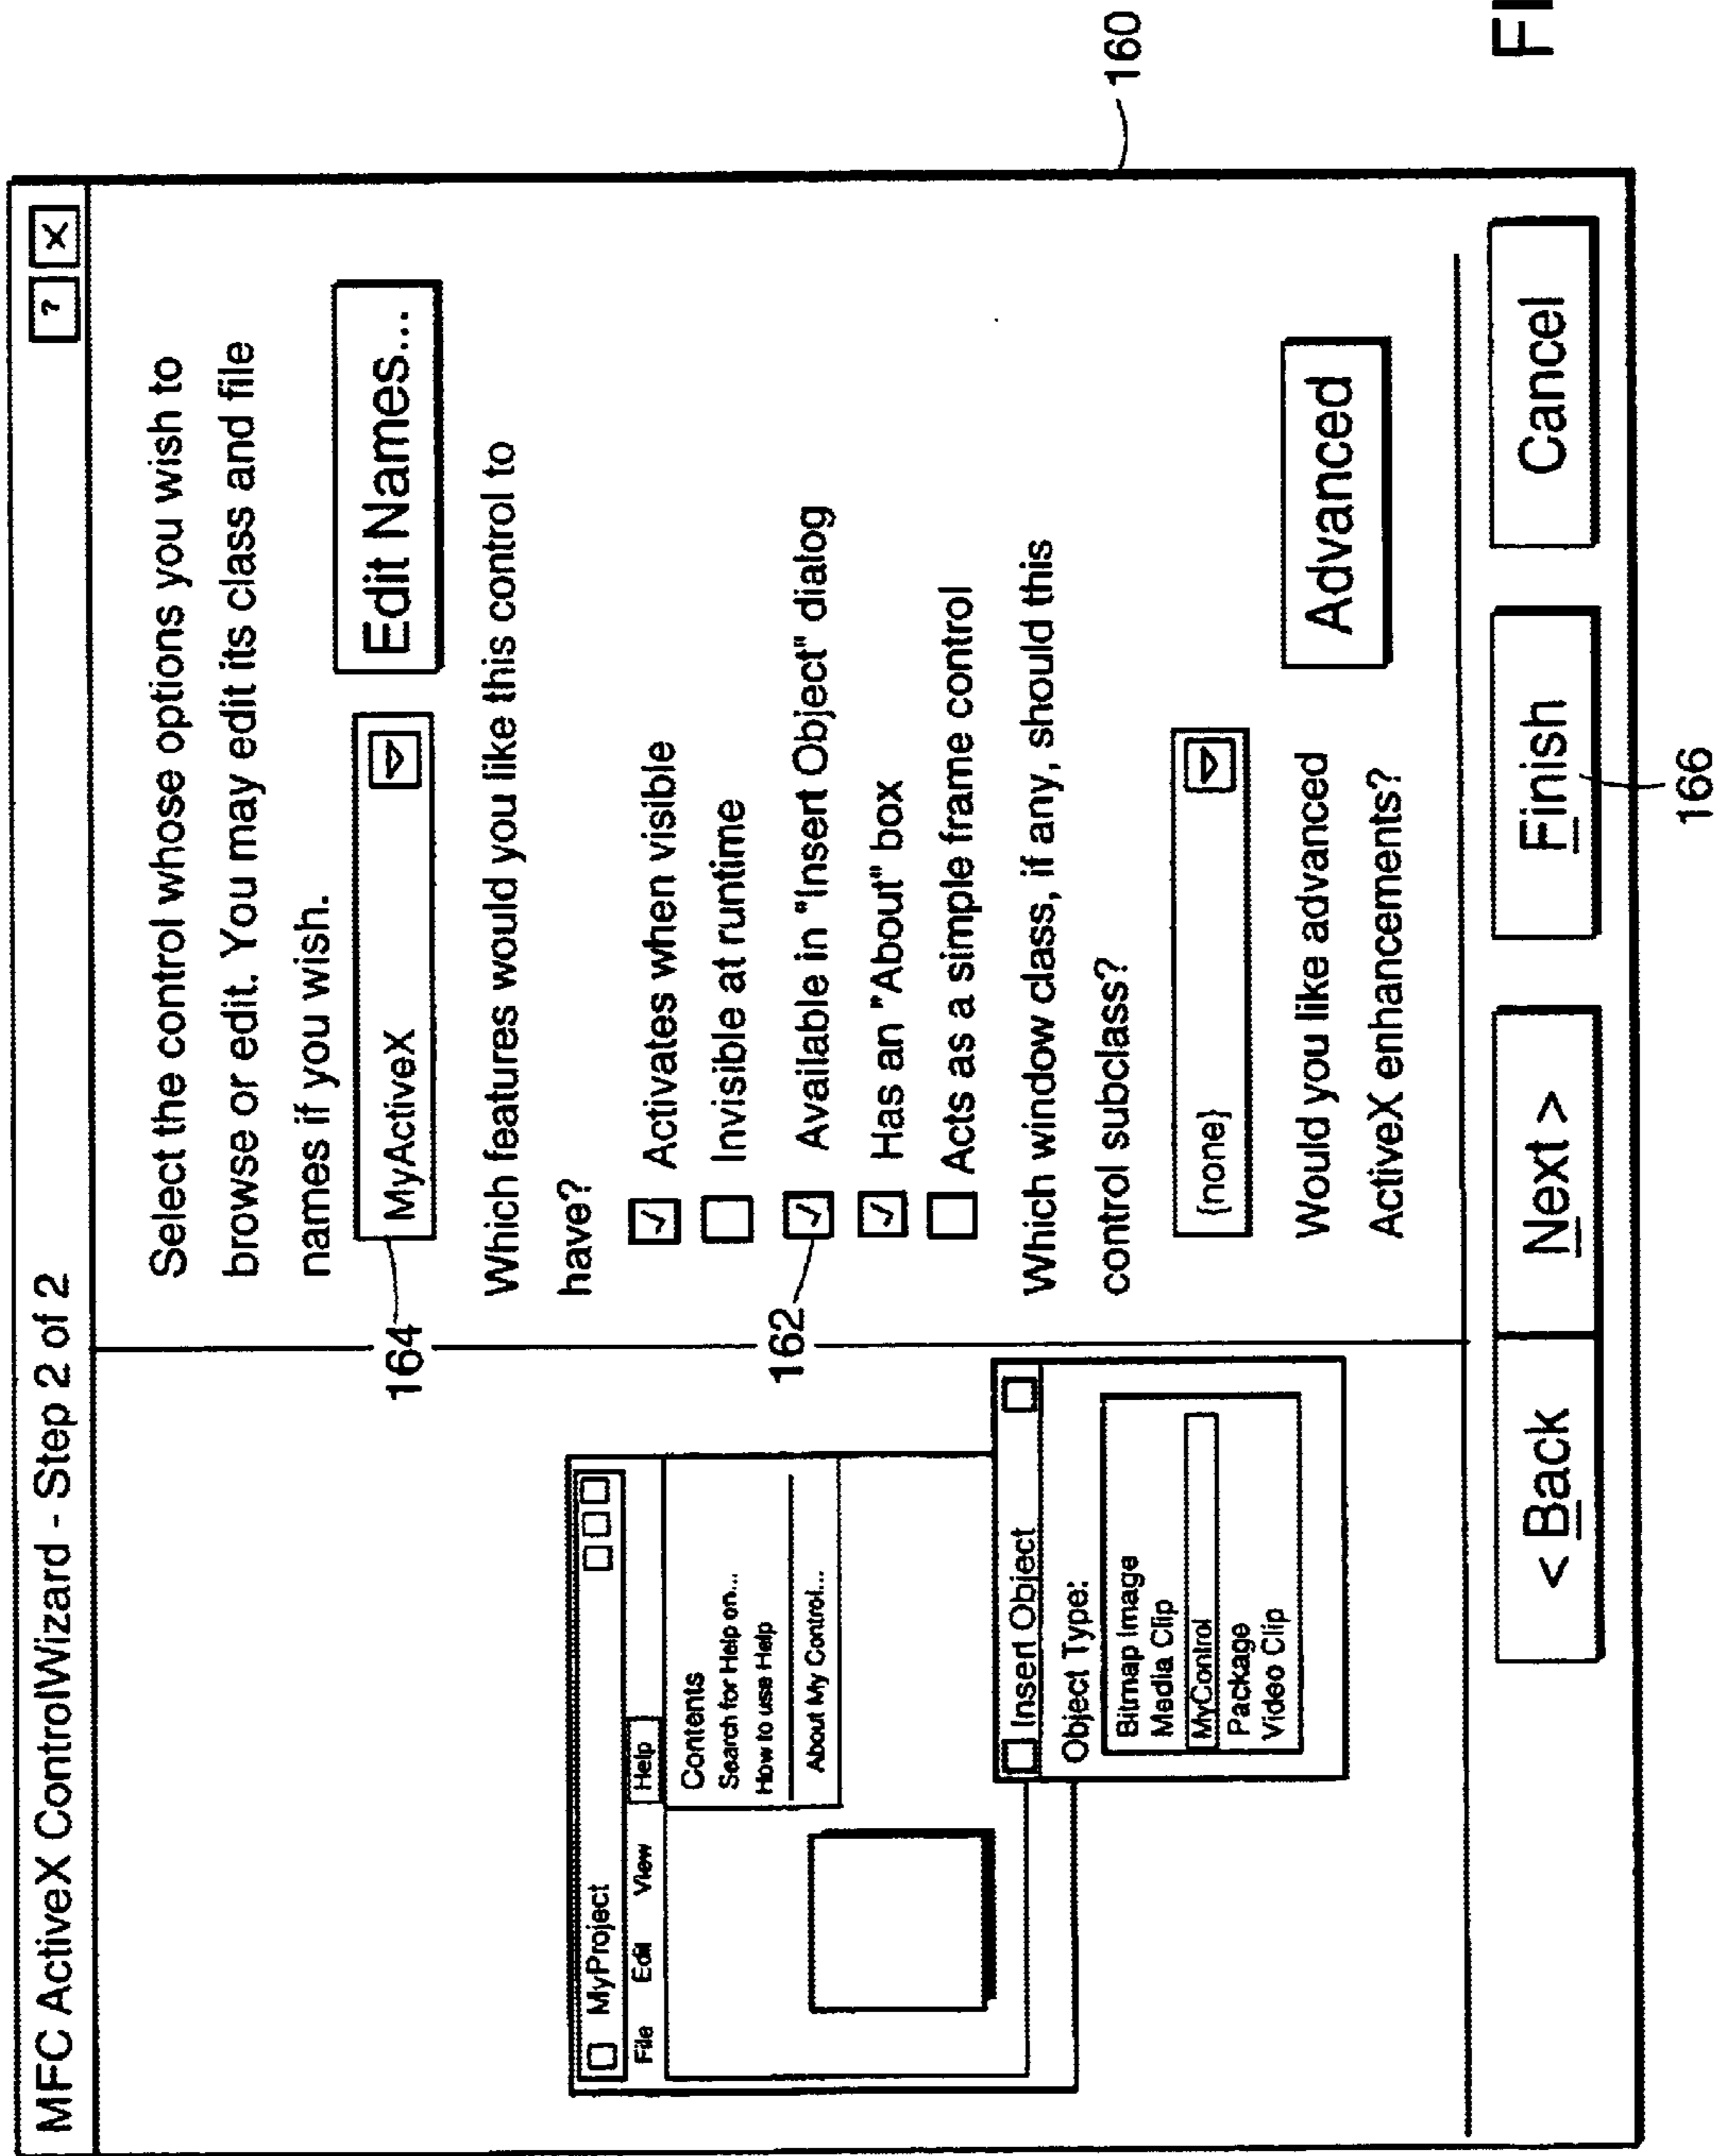 MFC ActiveX ControlWizard - Step 2 of 2
? X
MyProject
File Edit View Help
Contents
Search for Help on...
How to use Help
About My Control...
Insert Object
Object Type:
Bitmap Image
Media Clip
MyControl
Package
Video Clip
Select the control whose options you wish to
browse or edit. You may edit its class and file
names if you wish.
164
MyActiveX
Edit Names...
Which features would you like this control to
have?
Activates when visible
Invisible at runtime
162
Available in "Insert Object" dialog
Has an "About" box
Acts as a simple frame control
Which window class, if any, should this
control subclass?
{none}
Would you like advanced
ActiveX enhancements?
Advanced
160
< Back
Next >
Finish
Cancel
166